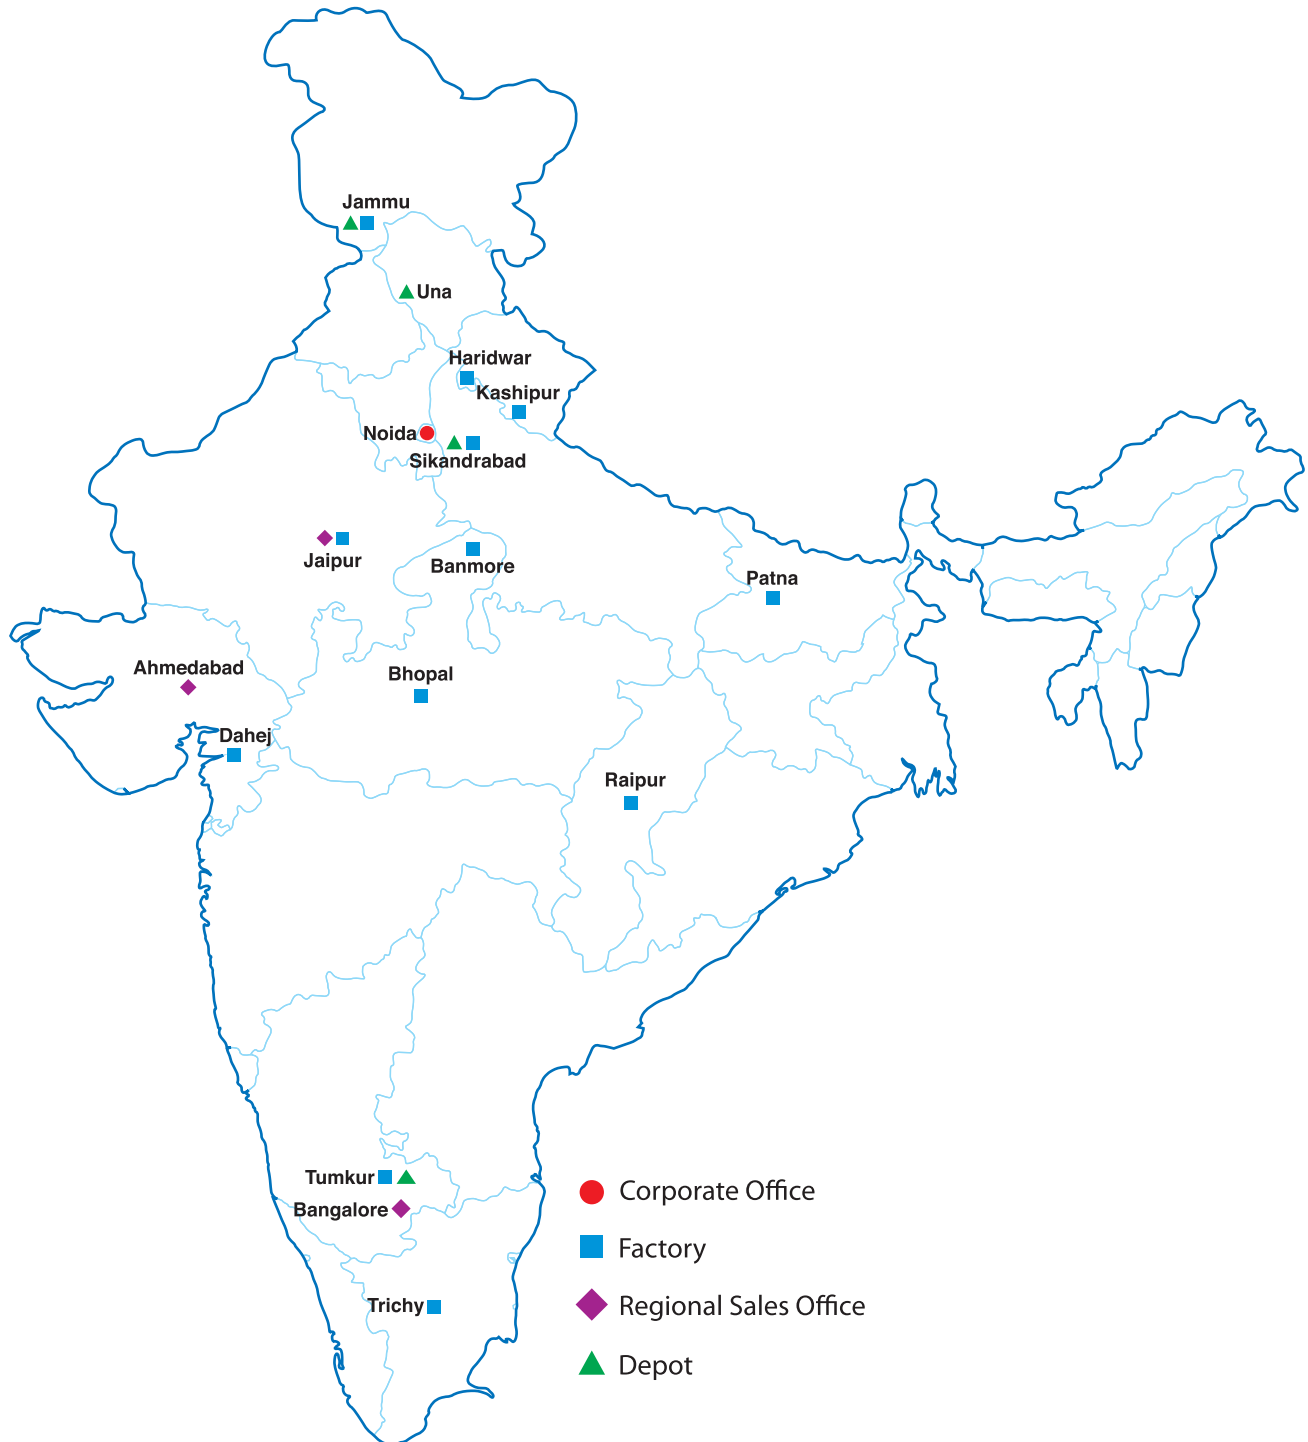 Jammu
Una
Haridwar
Kashipur
Noida
Sikandrabad
Jaipur
Banmore
Patna
Ahmedabad
Bhopal
Dahej
Raipur
Tumkur
Bangalore
Trichy
Corporate Office
Factory
Regional Sales Office
Depot